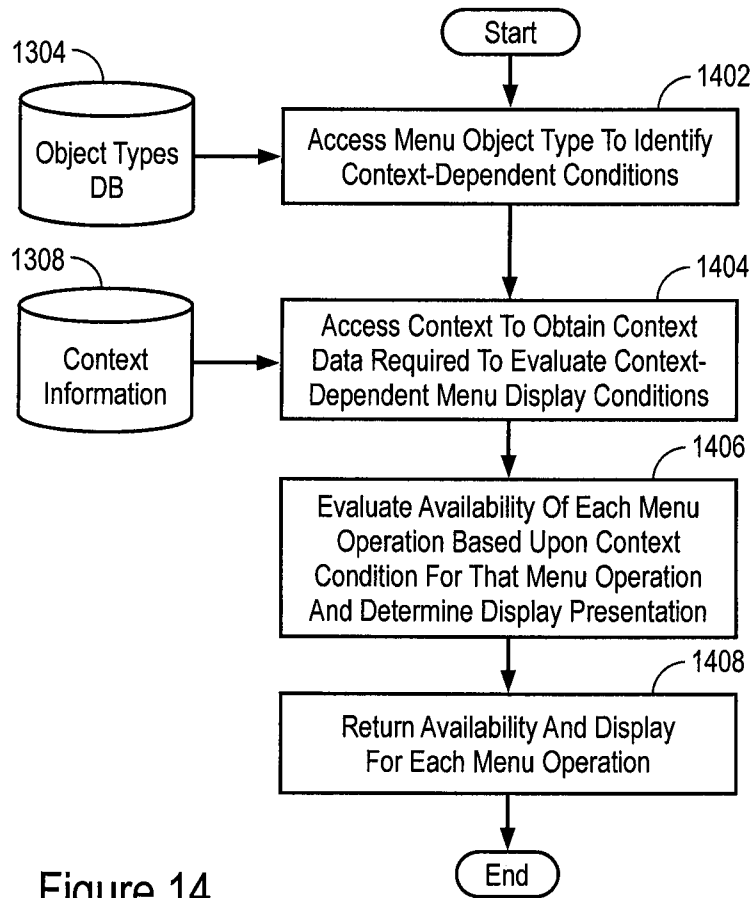 Start
1304
1402
Object Types
DB
Access Menu Object Type To Identify
Context-Dependent Conditions
1308
1404
Context
Information
Access Context To Obtain Context
Data Required To Evaluate Context-
Dependent Menu Display Conditions
1406
Evaluate Availability Of Each Menu
Operation Based Upon Context
Condition For That Menu Operation
And Determine Display Presentation
1408
Return Availability And Display
For Each Menu Operation
End
Figure 14